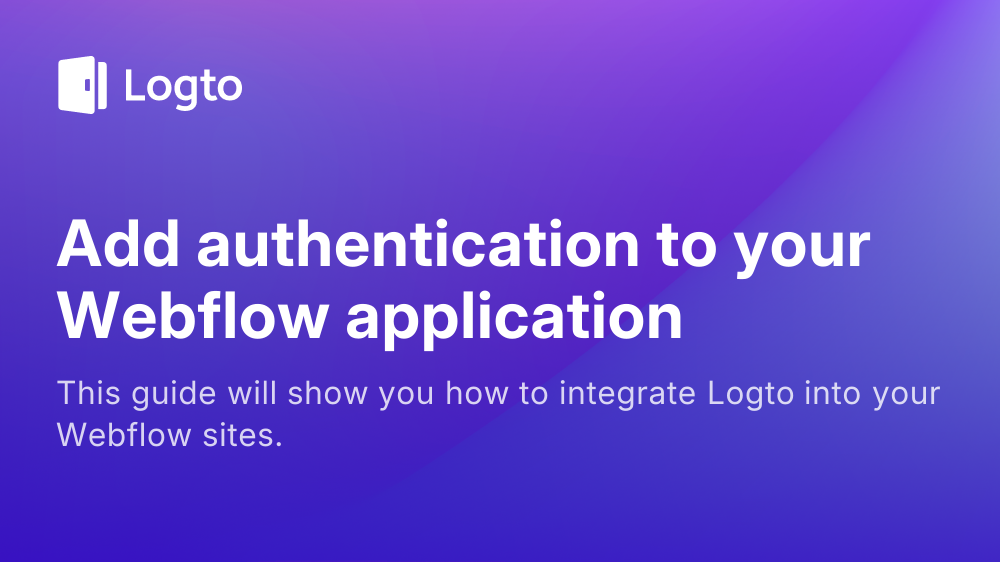 Logto
Add authentication to your
Webflow application
This guide will show you how to integrate Logto into your
Webflow sites.